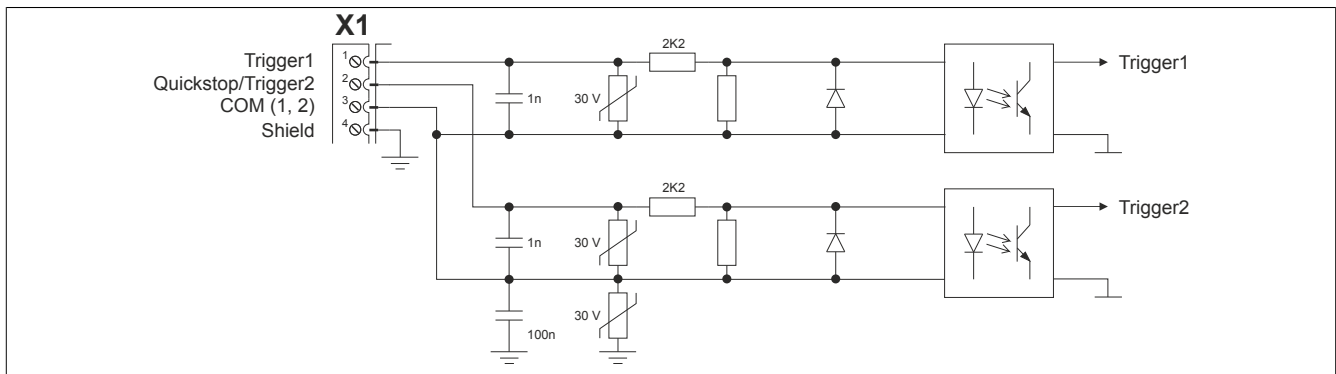 X1
Trigger1
1
Quickstop/Trigger2
2
COM (1, 2)
3
Shield
4
1n
30 V
2K2
Trigger1
1n
30 V
2K2
Trigger2
100n
30 V